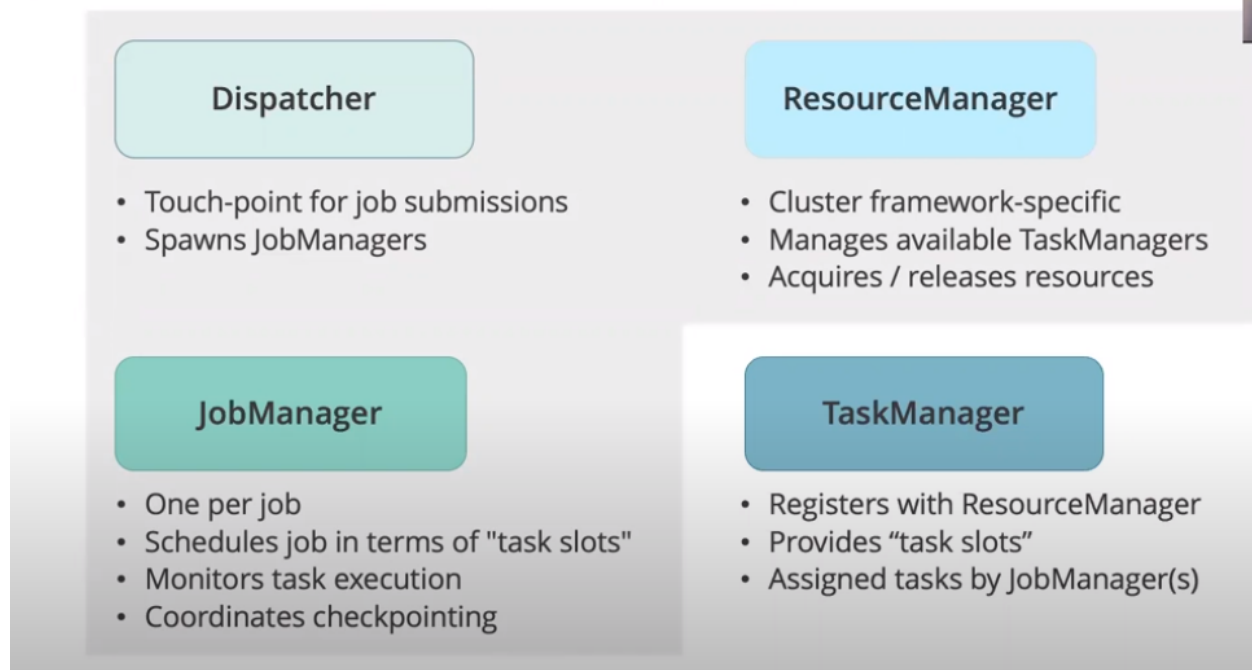 Dispatcher
• Touch-point for job submissions
• Spawns JobManagers
ResourceManager
• Cluster framework-specific
• Manages available TaskManagers
• Acquires / releases resources
JobManager
• One per job
• Schedules job in terms of "task slots"
• Monitors task execution
• Coordinates checkpointing
TaskManager
• Registers with ResourceManager
• Provides “task slots”
• Assigned tasks by JobManager(s)